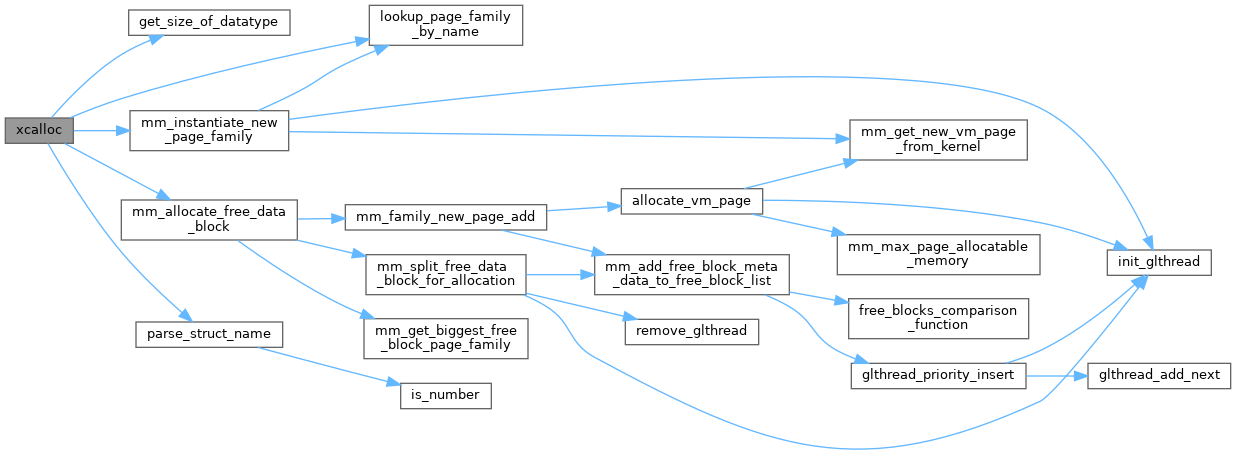 xcalloc
get_size_of_datatype
lookup_page_family
_by_name
mm_instantiate_new
_page_family
mm_get_new_vm_page
_from_kernel
mm_allocate_free_data
_block
mm_family_new_page_add
allocate_vm_page
mm_max_page_allocatable
_memory
init_glthread
mm_split_free_data
_block_for_allocation
mm_add_free_block_meta
_data_to_free_block_list
free_blocks_comparison
_function
parse_struct_name
mm_get_biggest_free
_block_page_family
remove_glthread
glthread_priority_insert
glthread_add_next
is_number